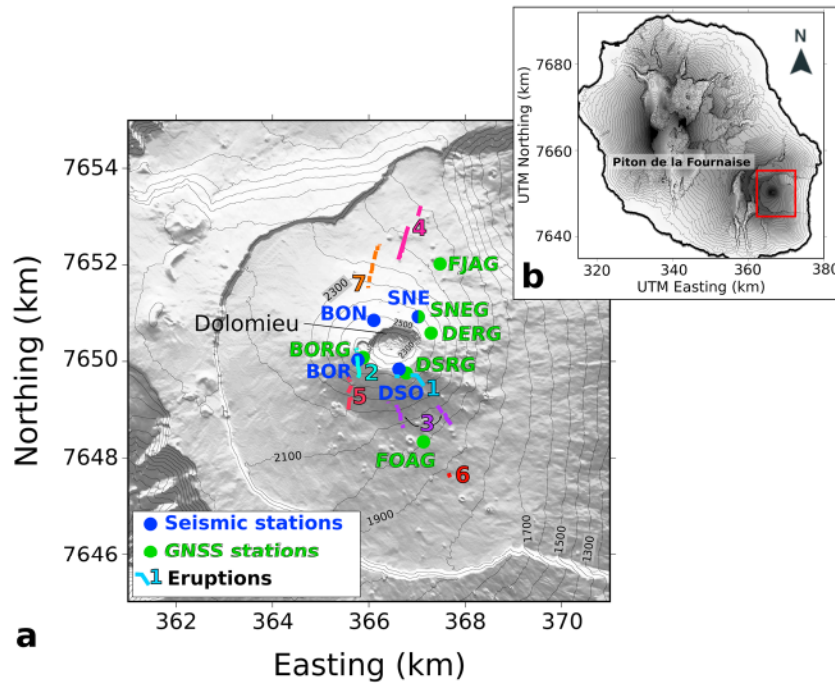 N
7680
7660
7640
UTM Northing (km)
Piton de la Fournaise
320
340
360
380
UTM Easting (km)
b
7654
7652
7650
7648
7646
Northing (km)
4
FJAG
7
2300
SNE
SNEG
BON
2500
DERG
Dolomieu
2300
BORG
DSRG
BOR
2
DSO
1
5
3
2100
FOAG
6
1900
1700
1500
1300
Seismic stations
GNSS stations
1 Eruptions
362
364
366
368
370
a
Easting (km)